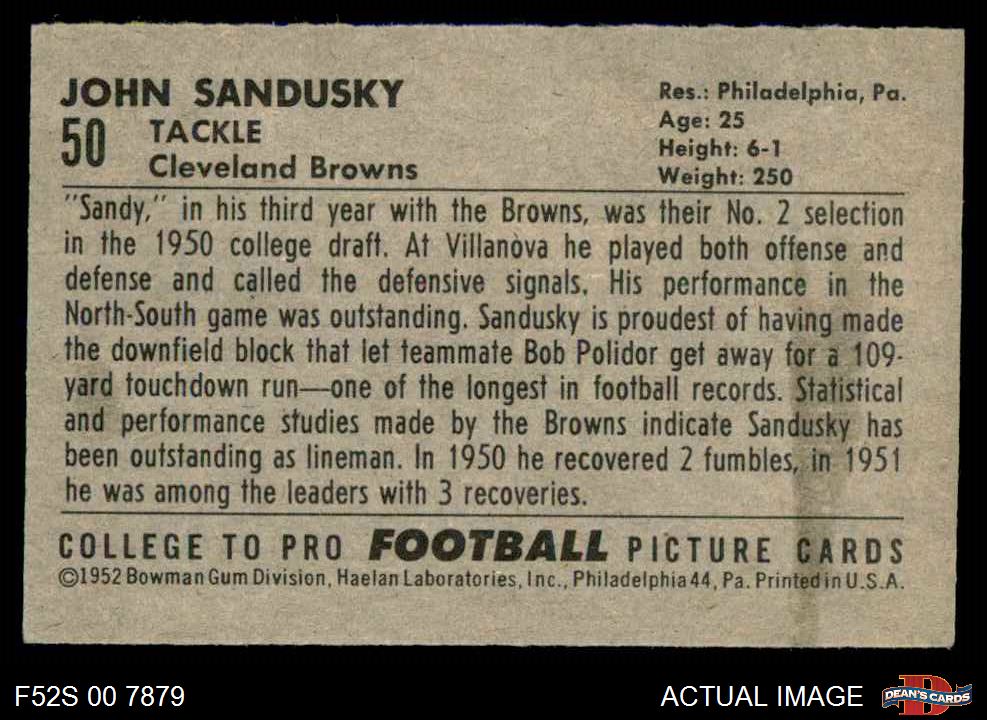 JOHN SANDUSKY
50 TACKLE
Cleveland Browns
Res.: Philadelphia, Pa.
Age: 25
Height: 6-1
Weight: 250
"Sandy," in his third year with the Browns, was their No. 2 selection
in the 1950 college draft. At Villanova he played both offense and
defense and called the defensive signals. His performance in the
North-South game was outstanding. Sandusky is proudest of having made
the downfield block that let teammate Bob Polidor get away for a 109-
yard touchdown run—one of the longest in football records. Statistical
and performance studies made by the Browns indicate Sandusky has
been outstanding as lineman. In 1950 he recovered 2 fumbles, in 1951
he was among the leaders with 3 recoveries.
COLLEGE TO PRO FOOTBALL PICTURE CARDS
©1952 Bowman Gum Division, Haelan Laboratories, Inc., Philadelphia 44, Pa. Printed in U.S.A.
F52S 00 7879
ACTUAL IMAGE
DEAN'S CARDS